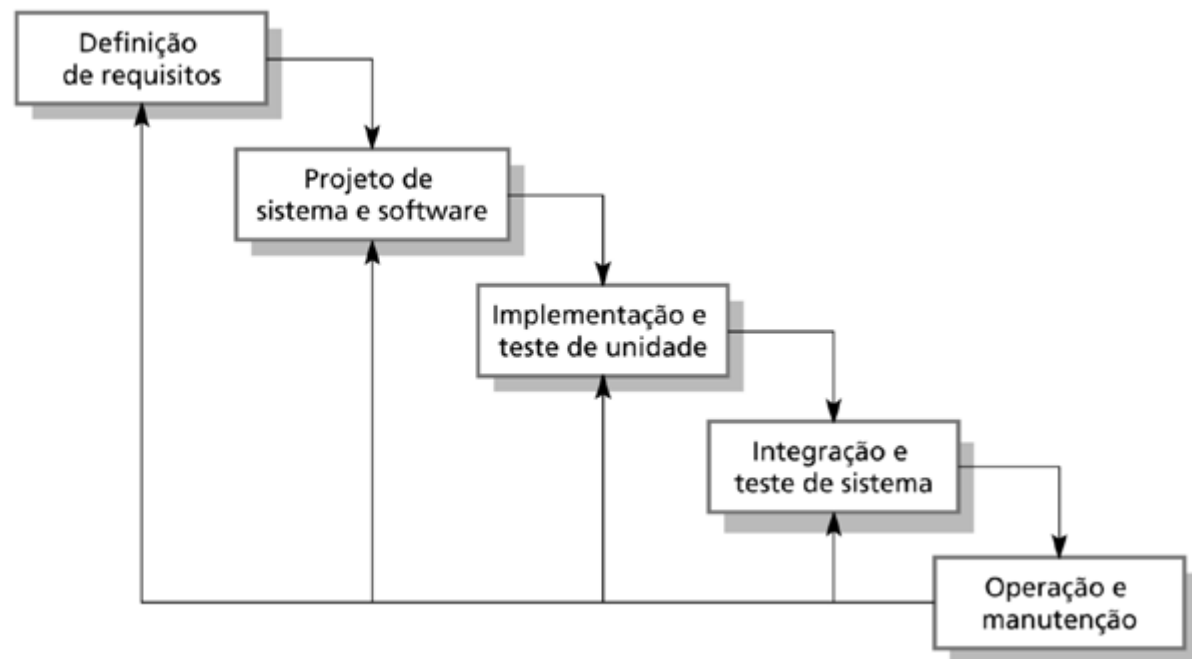 Definição
de requisitos
Projeto de
sistema e software
Implementação e
teste de unidade
Integração e
teste de sistema
Operação e
manutenção